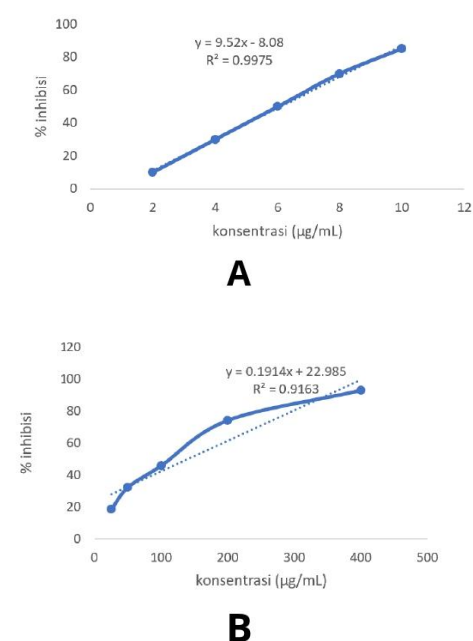 100
80
60
40
20
0
% inhibisi
y = 9.52x - 8.08
R² = 0.9975
0 2 4 6 8 10 12
konsentrasi (µg/mL)
A
120
100
80
60
40
20
0
% inhibisi
y = 0.1914x + 22.985
R² = 0.9163
0 100 200 300 400 500
konsentrasi (µg/mL)
B